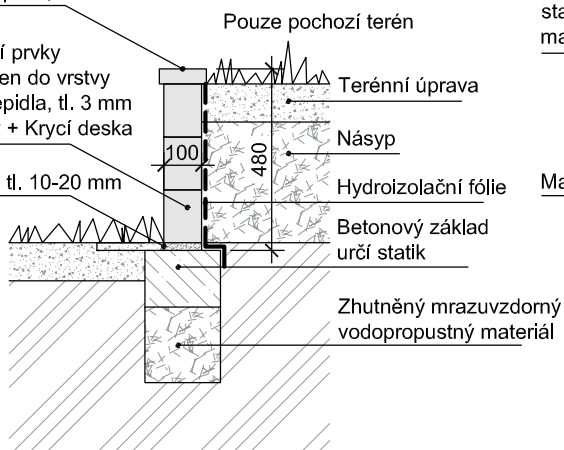 Pouze pochozí terén
sta
ma
í prvky
en do vrstvy
epidla, tl. 3 mm
+ Krycí deska
Terénní úprava
100
480
Násyp
tl. 10-20 mm
Hydroizolační fólie
Ma
Betonový základ
určí statik
Zhutněný mrazuvzdorný
vodopropustný materiál